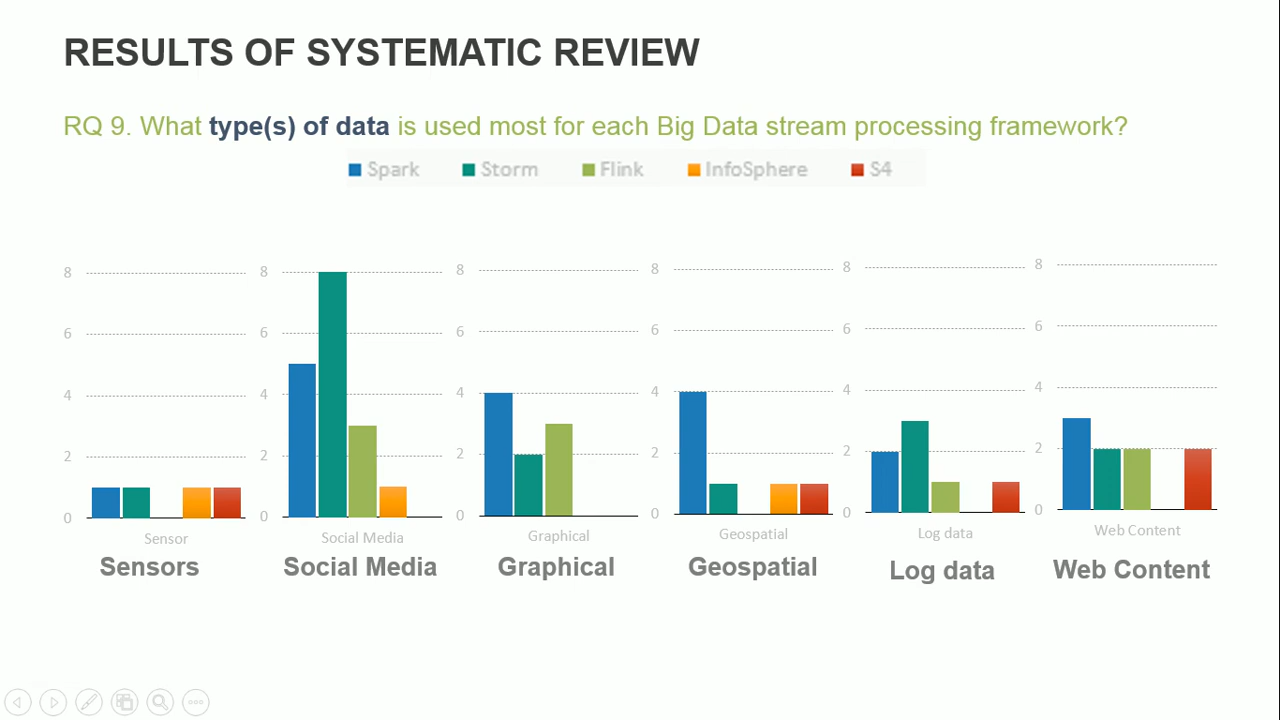 RESULTS OF SYSTEMATIC REVIEW
RQ 9. What type(s) of data is used most for each Big Data stream processing framework?
Spark Storm Flink InfoSphere S4
8 8 8 8 8 8
6 6 6 6 6 6
4 4 4 4 4 4
2 2 2 2 2 2
0 0 0 0 0 0
Sensor Social Media Graphical Geospatial Log data Web Content
Sensors Social Media Graphical Geospatial Log data Web Content